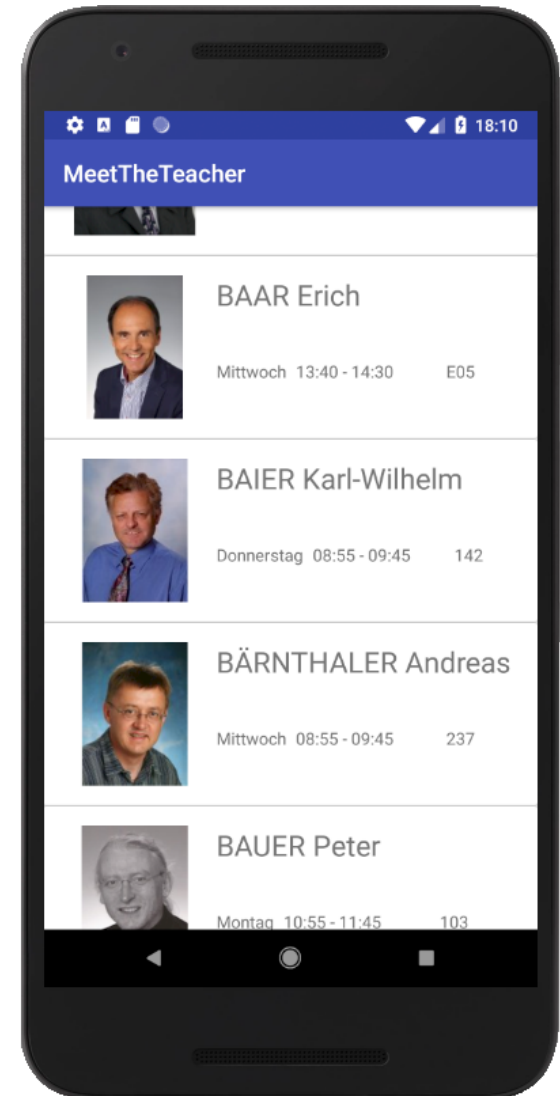 18:10
MeetTheTeacher
BAAR Erich
Mittwoch 13:40 - 14:30 E05
BAIER Karl-Wilhelm
Donnerstag 08:55 - 09:45 142
BÄRNTHALER Andreas
Mittwoch 08:55 - 09:45 237
BAUER Peter
Montag 10:55 - 11:45 103